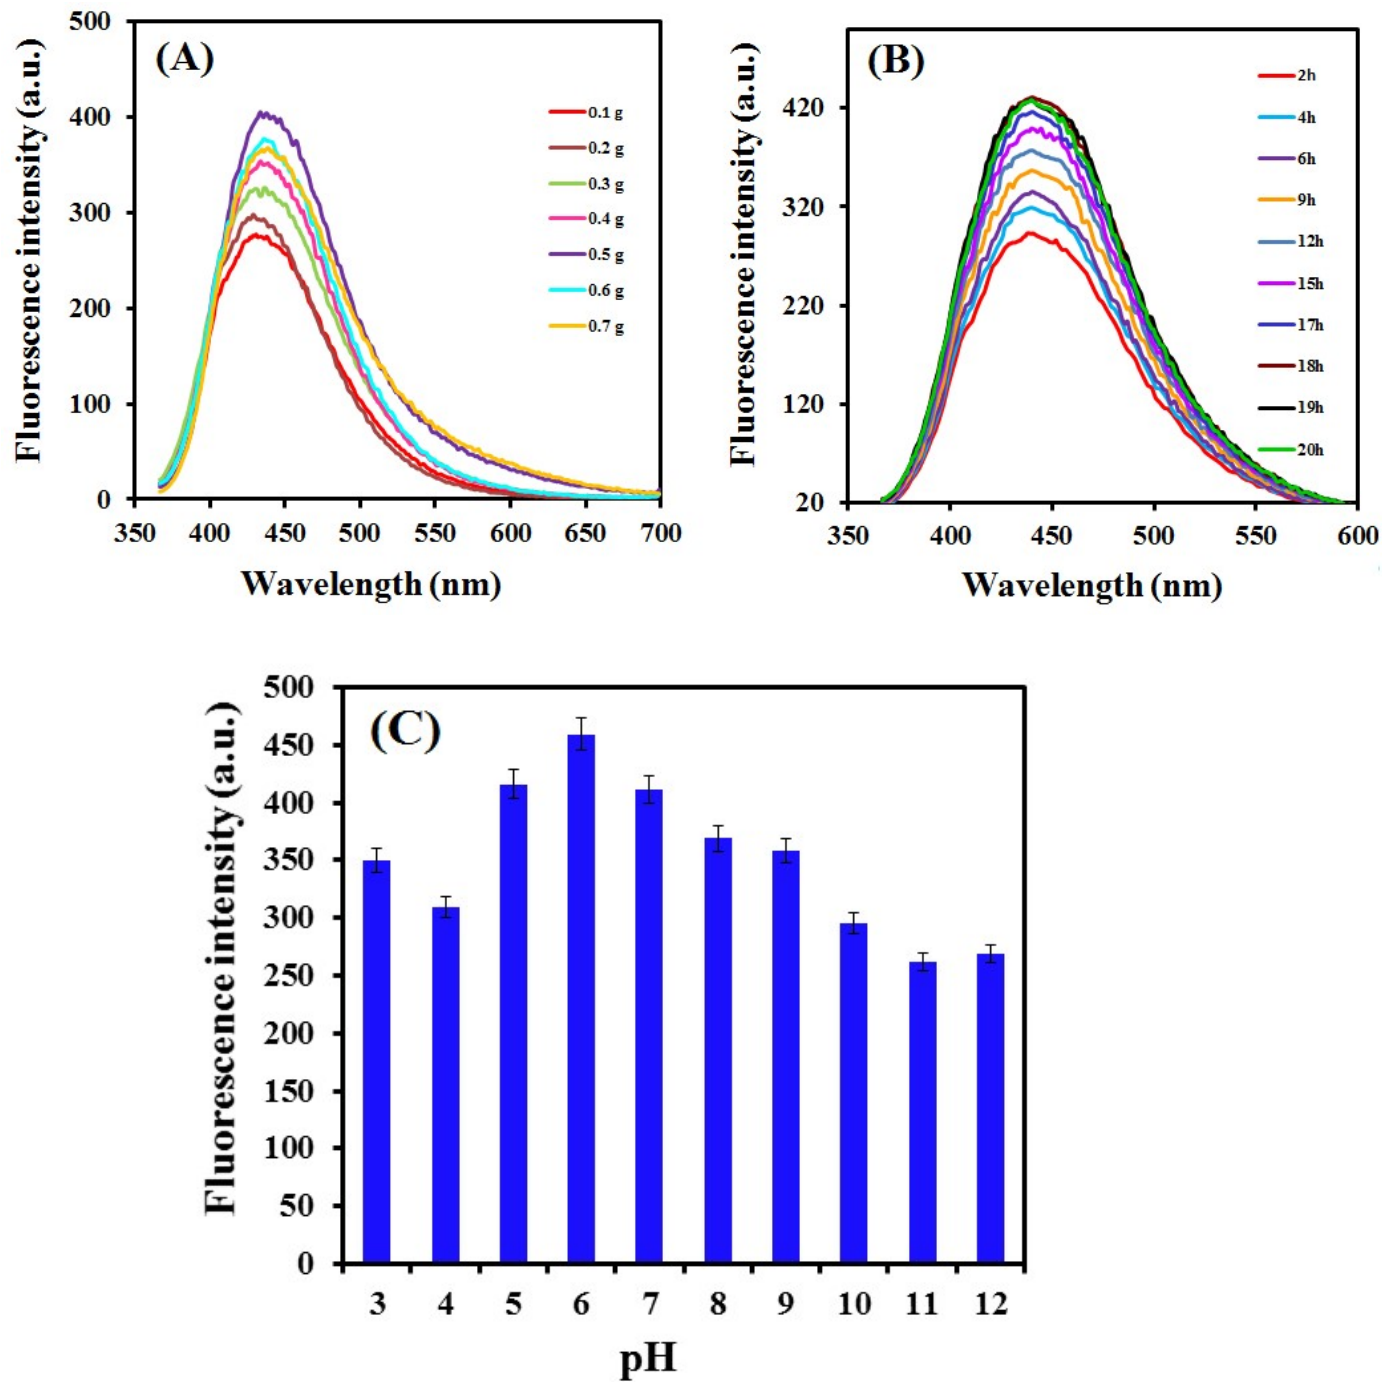 (A)
Fluorescence intensity (a.u.)
500
400
300
200
100
0
350 400 450 500 550 600 650 700
Wavelength (nm)
0.1 g
0.2 g
0.3 g
0.4 g
0.5 g
0.6 g
0.7 g
(B)
Fluorescence intensity (a.u.)
420
320
220
120
20
350 400 450 500 550 600
Wavelength (nm)
2h
4h
6h
9h
12h
15h
17h
18h
19h
20h
(C)
Fluorescence intensity (a.u.)
500
450
400
350
300
250
200
150
100
50
0
3 4 5 6 7 8 9 10 11 12
pH